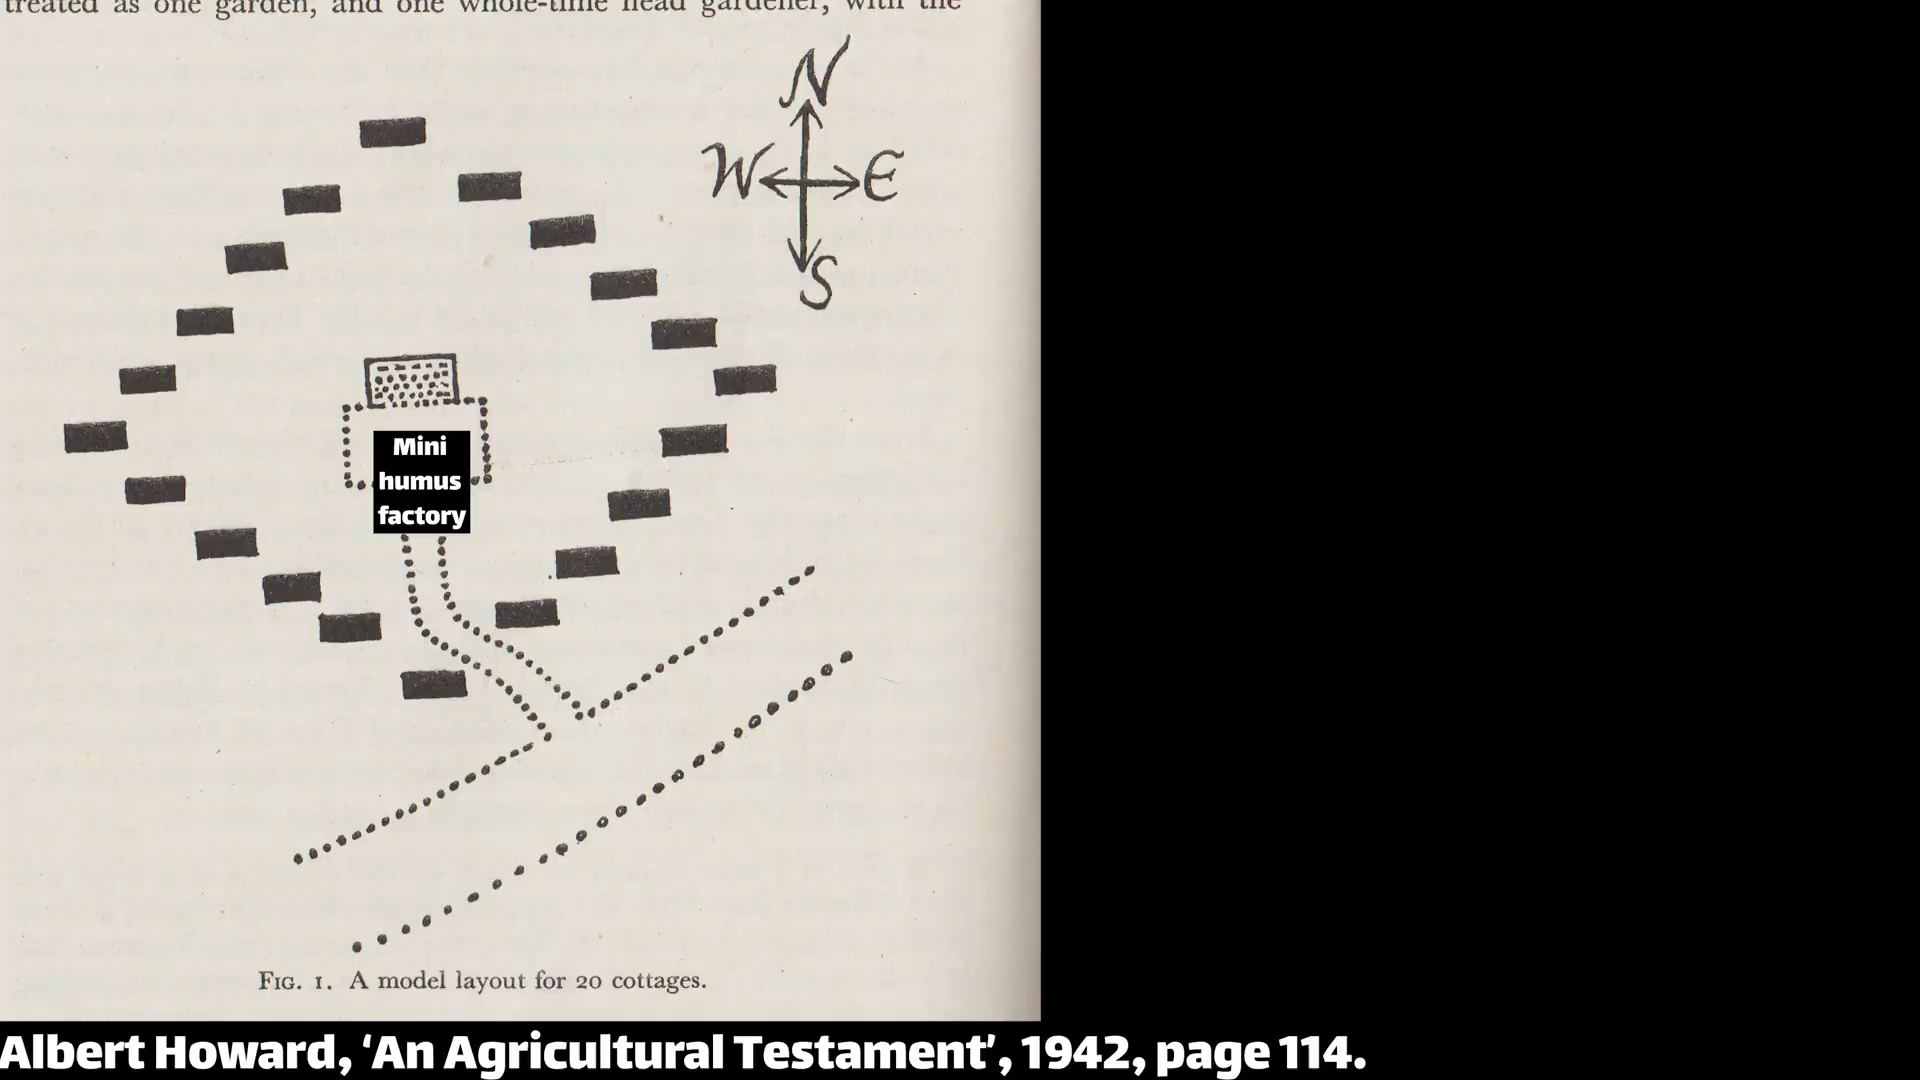 treated as one garden, and one whole-time head gardener, with the
N
W E
S
Mini
humus
factory
FIG. 1. A model layout for 20 cottages.
Albert Howard, ‘An Agricultural Testament’, 1942, page 114.